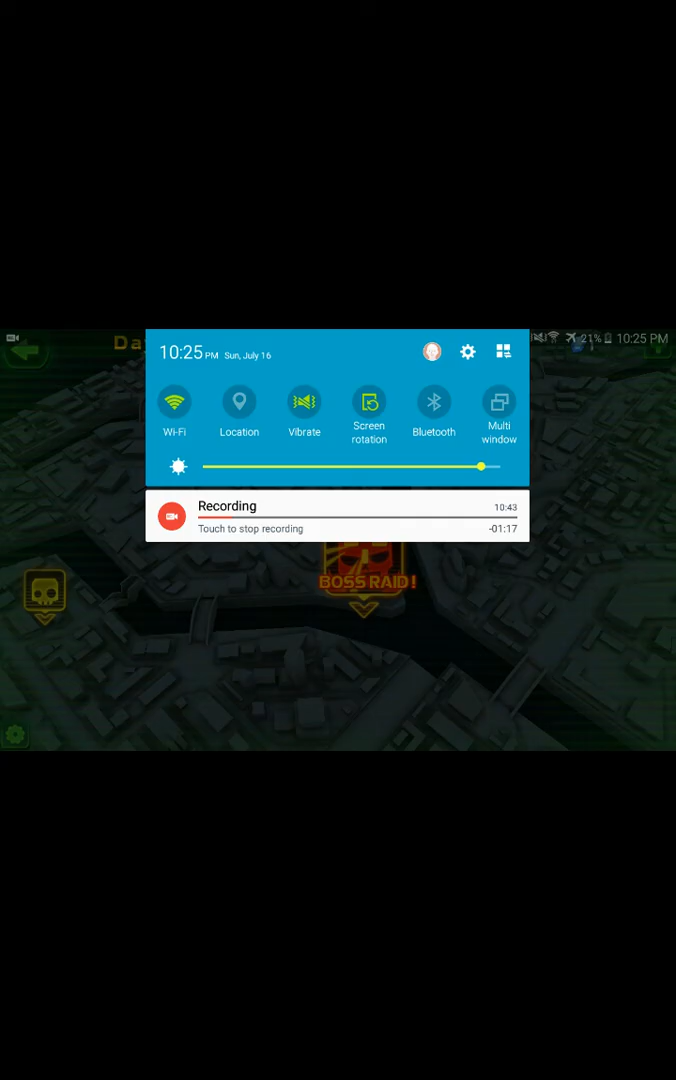 Da
10:25 PM Sun, July 16
21% 10:25 PM
Wi-Fi
Location
Vibrate
Screen rotation
Bluetooth
Multi window
Recording
10:43
Touch to stop recording
-01:17
BOSS RAID!